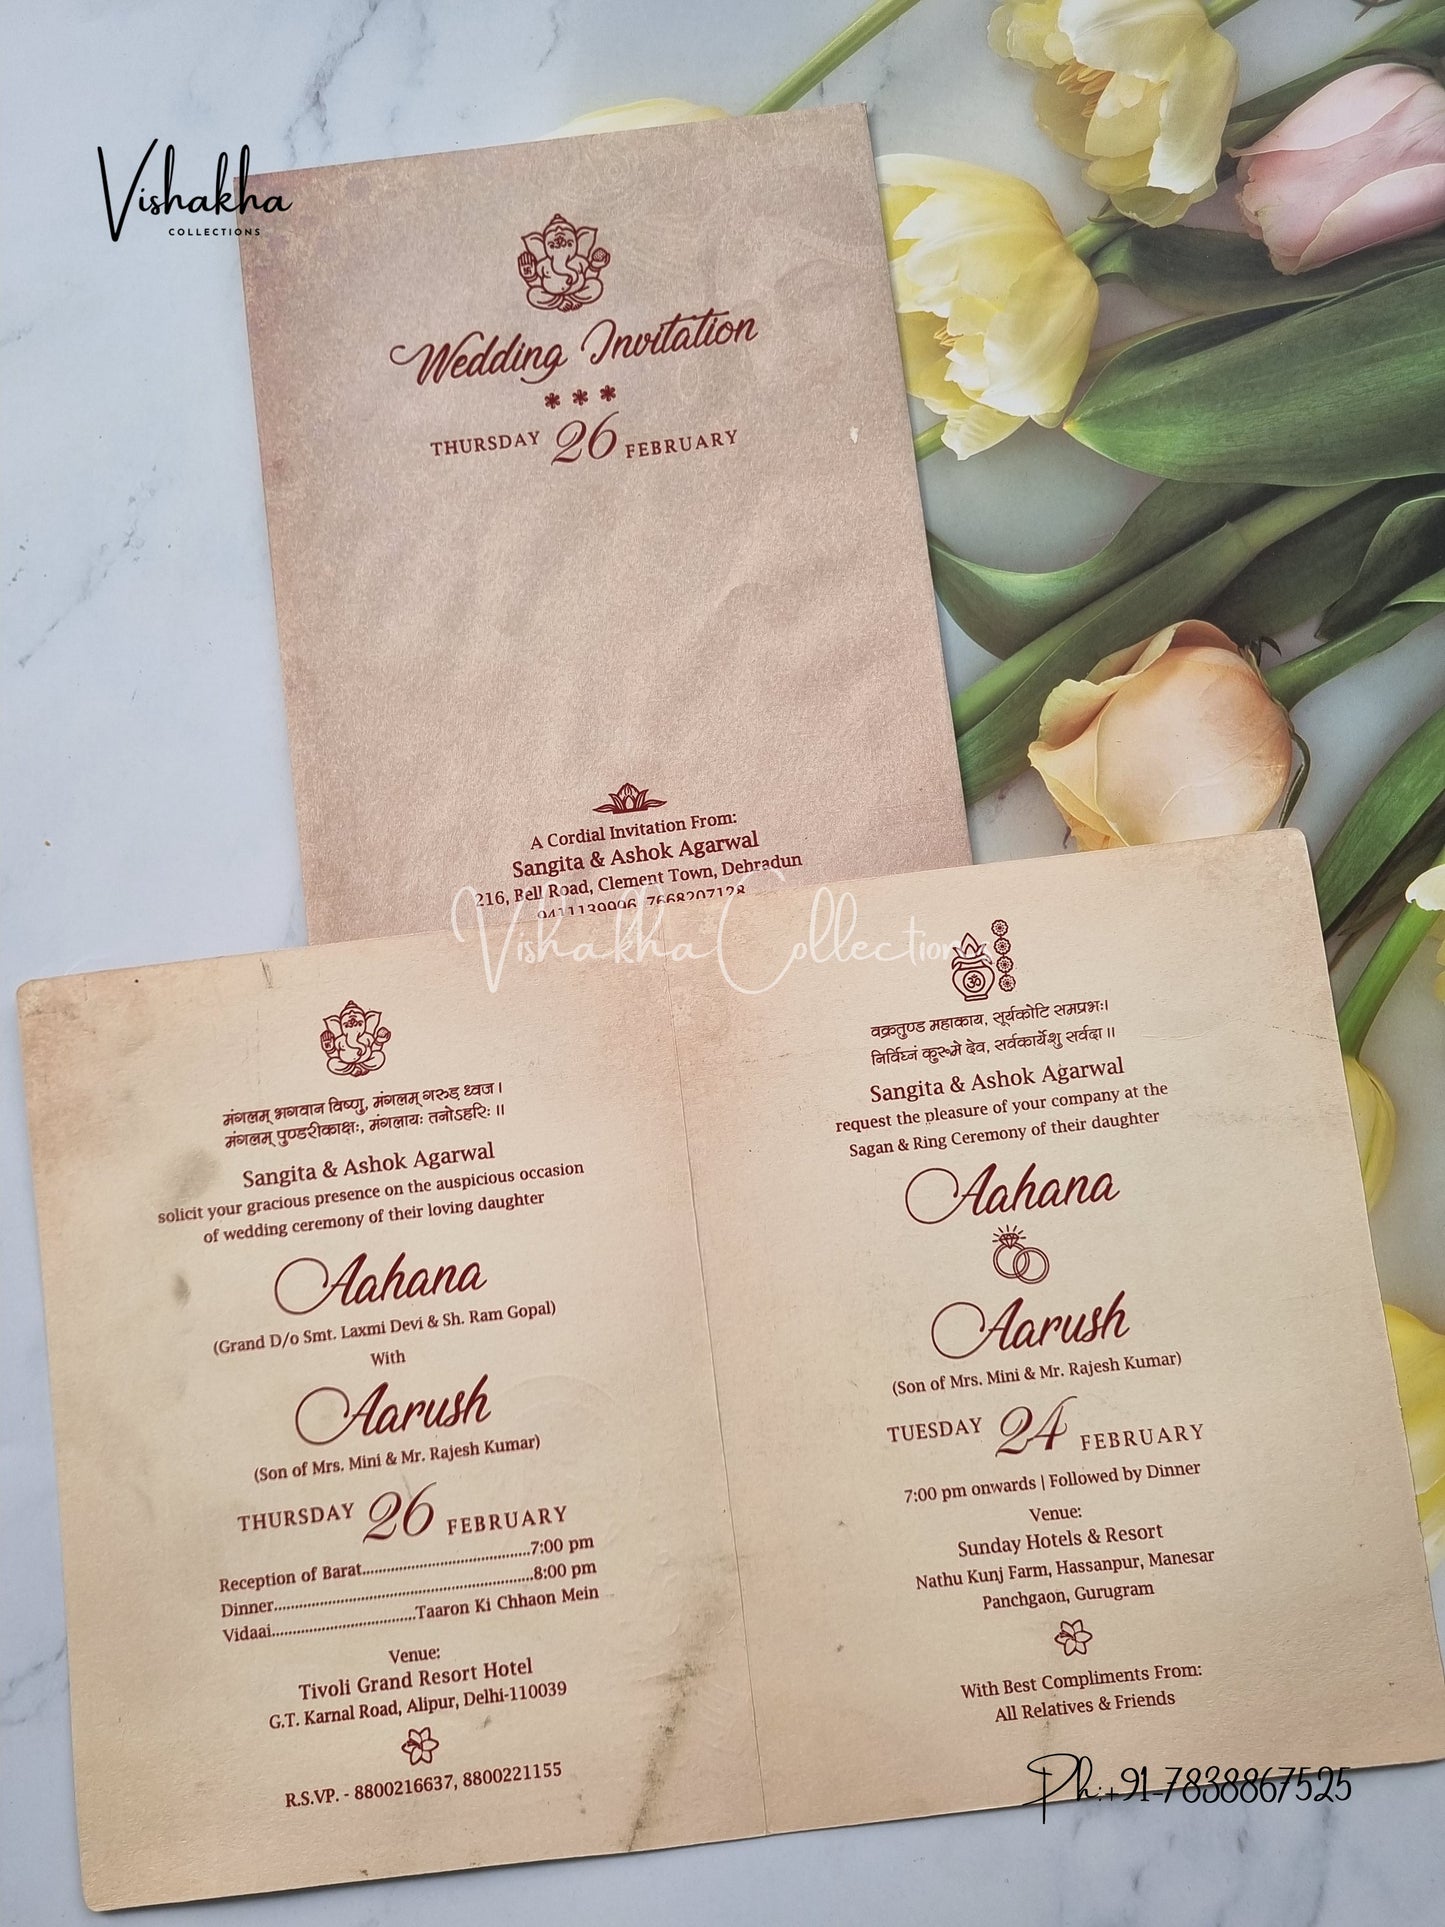 Vishakha
COLLECTIONS
Wedding Invitation
THURSDAY 26 FEBRUARY
A Cordial Invitation From:
Sangita & Ashok Agarwal
216, Bell Road, Clement Town, Dehradun
9411139996, 7668207128
Vishakha Collections
मंगलम् भगवान विष्णु, मंगलम् गरुड़ ध्वज ।
मंगलम् पुण्डरीकाक्षः, मंगलायः तनोऽहरिः ।।
Sangita & Ashok Agarwal
solicit your gracious presence on the auspicious occasion
of wedding ceremony of their loving daughter
Aahana
(Grand D/o Smt. Laxmi Devi & Sh. Ram Gopal)
With
Aarush
(Son of Mrs. Mini & Mr. Rajesh Kumar)
THURSDAY 26 FEBRUARY
Reception of Barat........................................7:00 pm
Dinner..............................................................8:00 pm
Vidaai..................................Taaron Ki Chhaon Mein
Venue:
Tivoli Grand Resort Hotel
G.T. Karnal Road, Alipur, Delhi-110039
R.S.VP. - 8800216637, 8800221155
ॐ
वक्रतुण्ड महाकाय, सूर्यकोटि समप्रभः।
निर्विघ्नं कुरूमे देव, सर्वकार्येशु सर्वदा ।।
Sangita & Ashok Agarwal
request the pleasure of your company at the
Sagan & Ring Ceremony of their daughter
Aahana
Aarush
(Son of Mrs. Mini & Mr. Rajesh Kumar)
TUESDAY 24 FEBRUARY
7:00 pm onwards | Followed by Dinner
Venue:
Sunday Hotels & Resort
Nathu Kunj Farm, Hassanpur, Manesar
Panchgaon, Gurugram
With Best Compliments From:
All Relatives & Friends
Ph:+91-7838867525